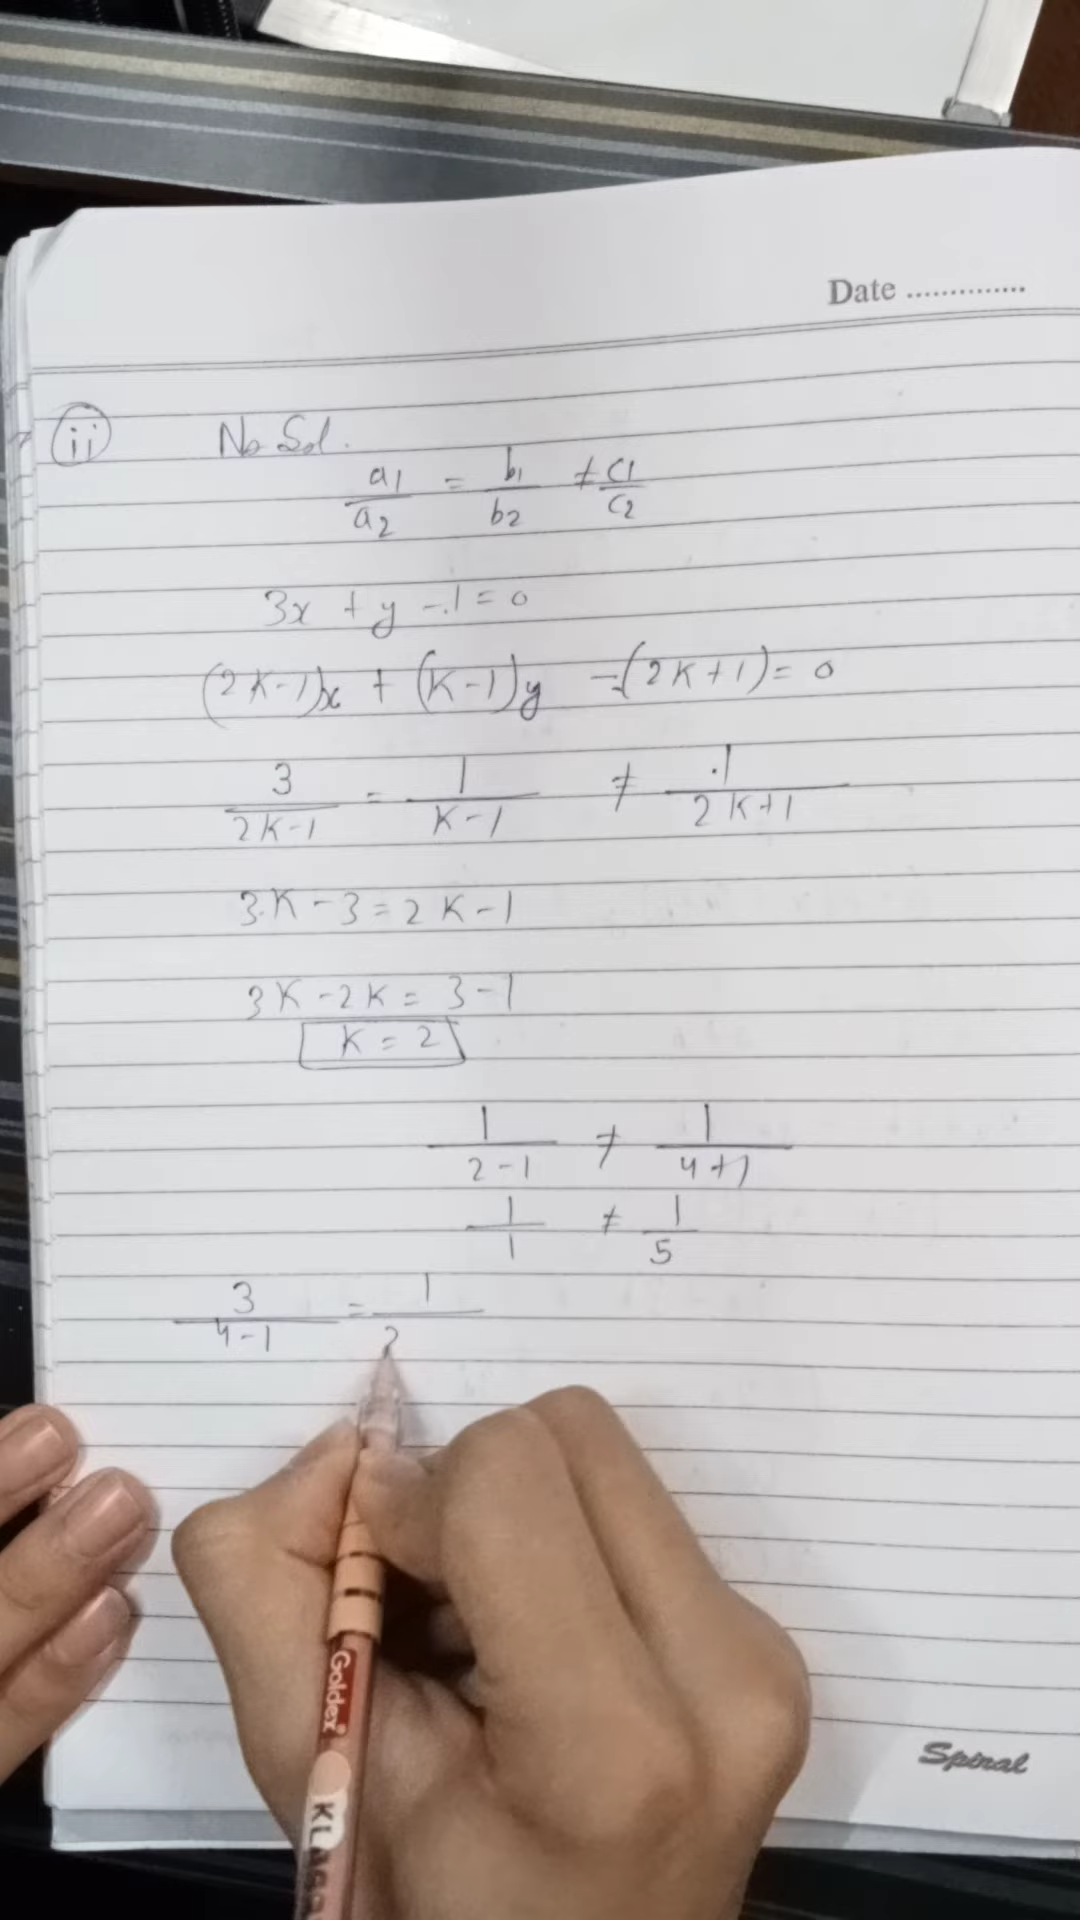 Date ..............
(ii) No Sol.
a1/a2 = b1/b2 ≠ c1/c2
3x + y - 1 = 0
(2K-1)x + (K-1)y - (2K+1) = 0
3/(2K-1) = 1/(K-1) ≠ 1/(2K+1)
3K - 3 = 2K - 1
3K - 2K = 3 - 1
K = 2
1/(2-1) ≠ 1/(4+1)
1/1 ≠ 1/5
3/(4-1) = 1/2
Goldex
Spiral